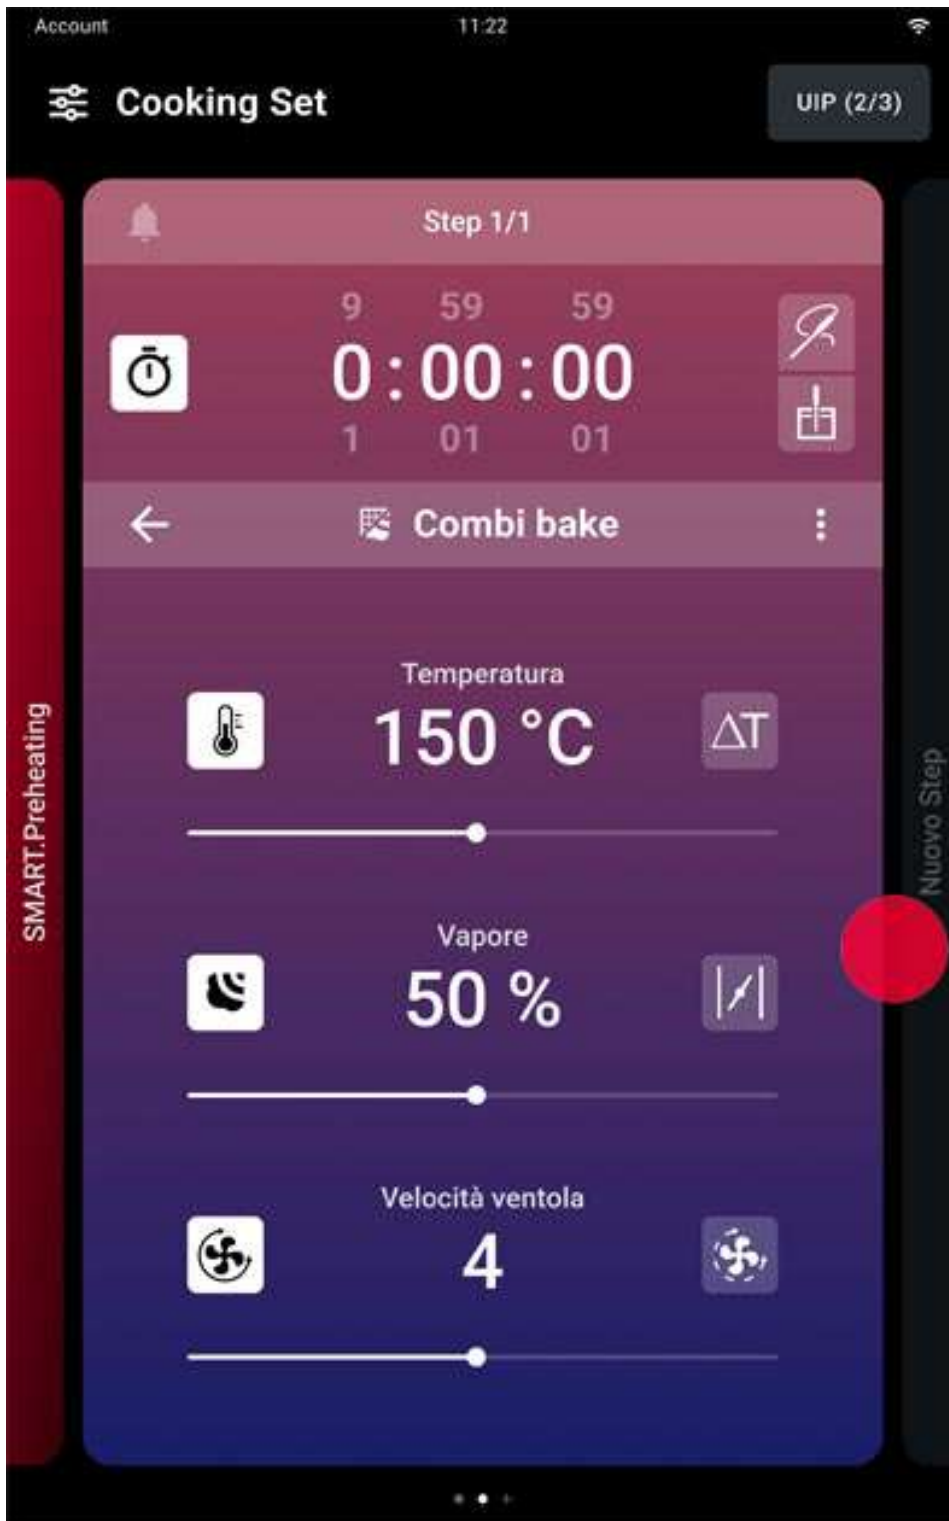 Account
11:22
Cooking Set
UIP (2/3)
Step 1/1
9 59 59
0 : 00 : 00
1 01 01
Combi bake
SMART.Preheating
Temperatura
150 °C
ΔT
Nuovo Step
Vapore
50 %
Velocità ventola
4